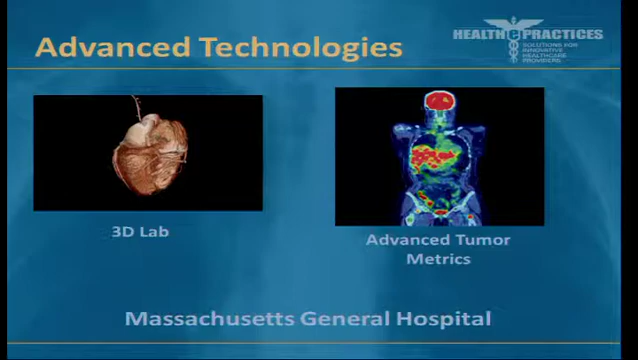 Advanced Technologies
HEALTH e PRACTICES
SOLUTIONS FOR
INNOVATIVE
HEALTHCARE
PROVIDERS
3D Lab
Advanced Tumor
Metrics
Massachusetts General Hospital